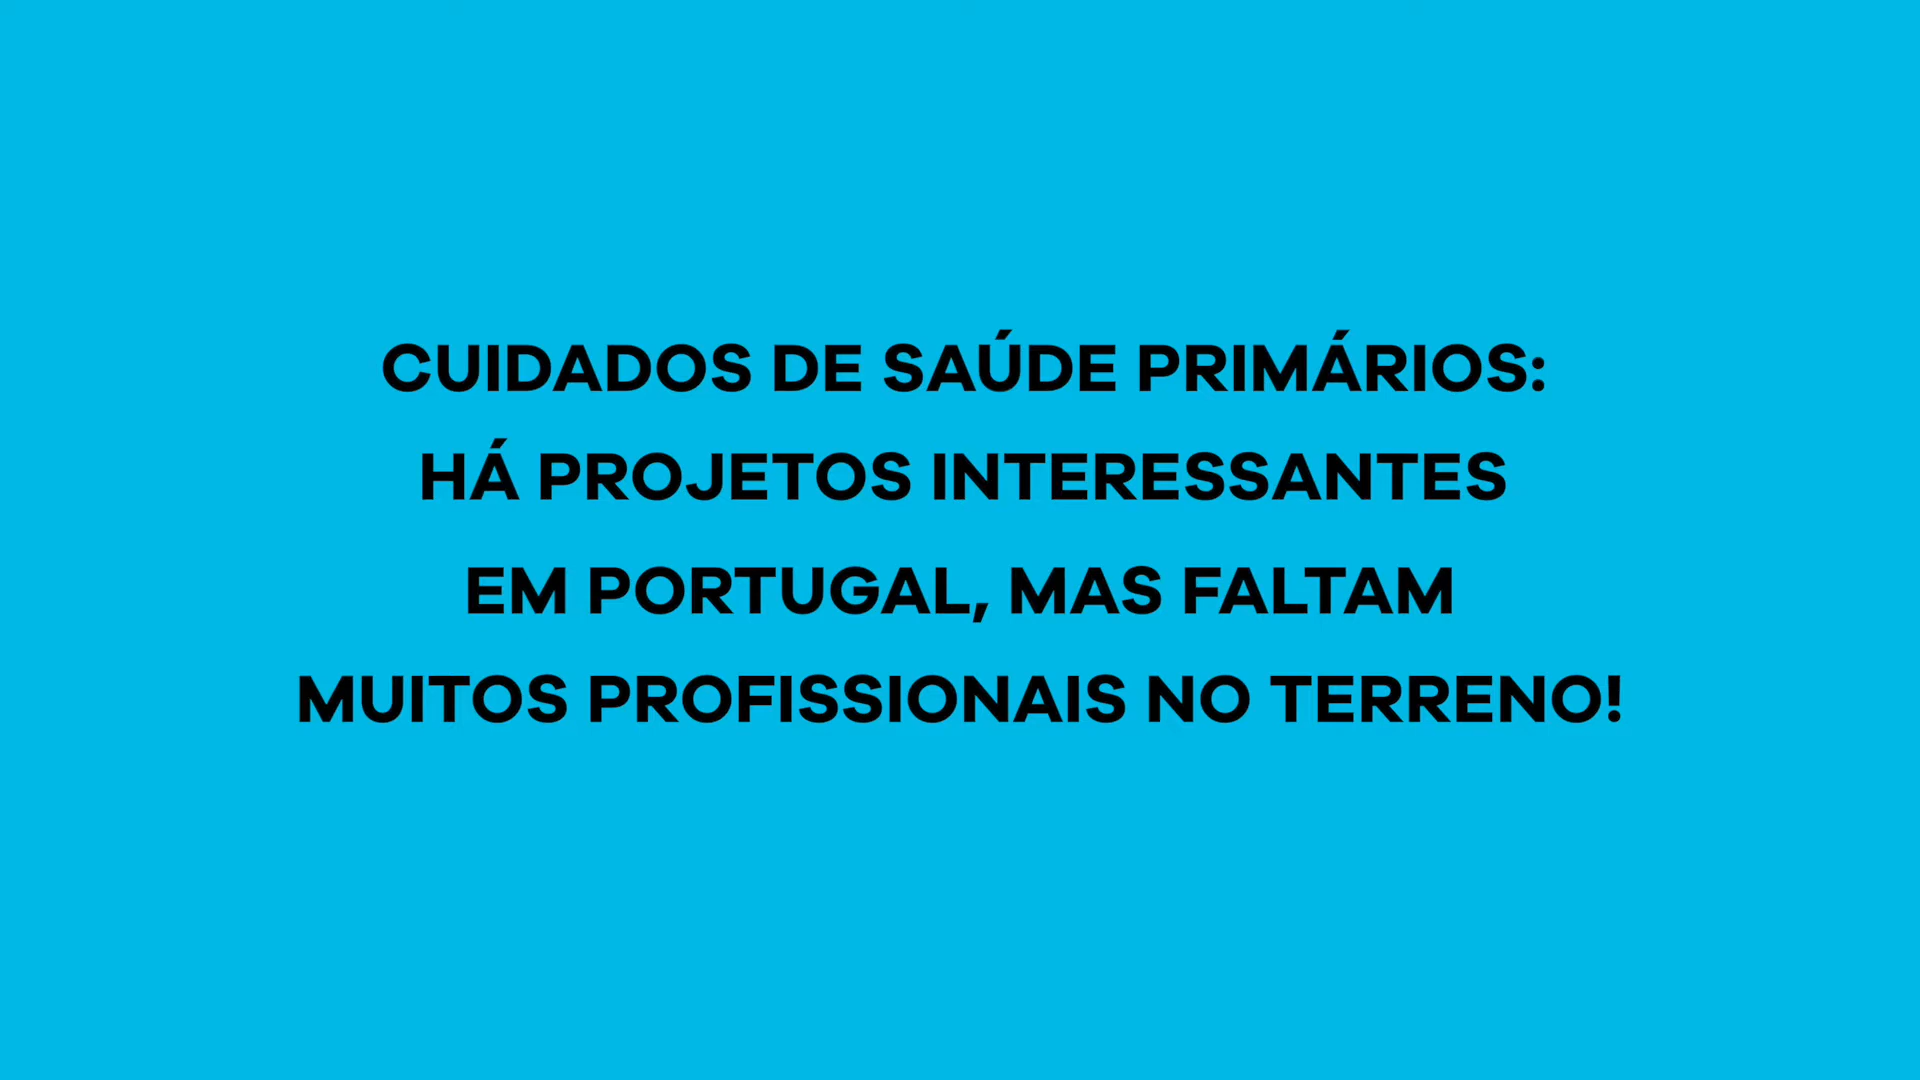 CUIDADOS DE SAÚDE PRIMÁRIOS:
HÁ PROJETOS INTERESSANTES
EM PORTUGAL, MAS FALTAM
MUITOS PROFISSIONAIS NO TERRENO!